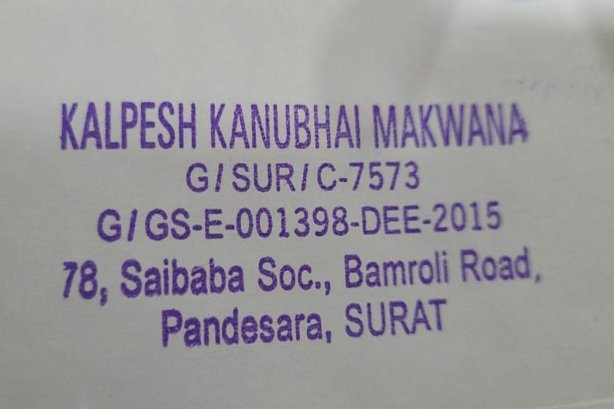 KALPESH KANUBHAI MAKWANA
G/SUR/C-7573
G/GS-E-001398-DEE-2015
78, Saibaba Soc., Bamroli Road,
Pandesara, SURAT